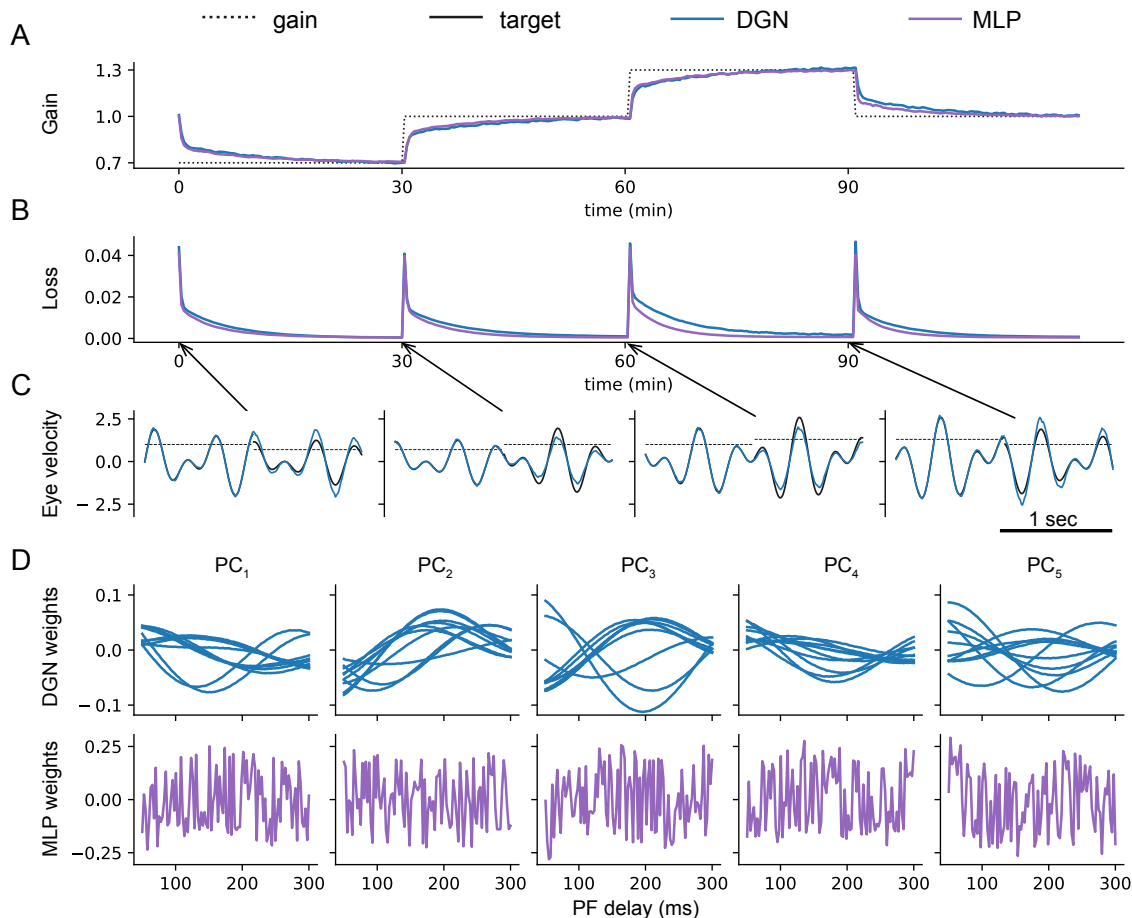 gain target DGN MLP
A
Gain
1.3
1.0
0.7
0 30 60 90
time (min)
B
Loss
0.04
0.02
0.00
0 30 60 90
time (min)
C
Eye velocity
2.5
0.0
− 2.5
1 sec
D
PC1 PC2 PC3 PC4 PC5
DGN weights
0.1
0.0
− 0.1
MLP weights
0.25
0.00
−0.25
100 200 300 100 200 300 100 200 300 100 200 300 100 200 300
PF delay (ms)